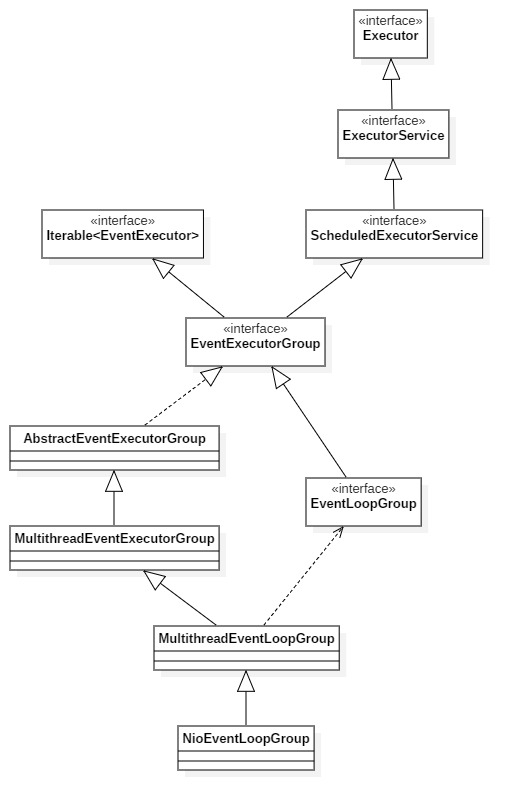 «interface»
Executor
«interface»
ExecutorService
«interface»
Iterable<EventExecutor>
«interface»
ScheduledExecutorService
«interface»
EventExecutorGroup
AbstractEventExecutorGroup
«interface»
EventLoopGroup
MultithreadEventExecutorGroup
MultithreadEventLoopGroup
NioEventLoopGroup